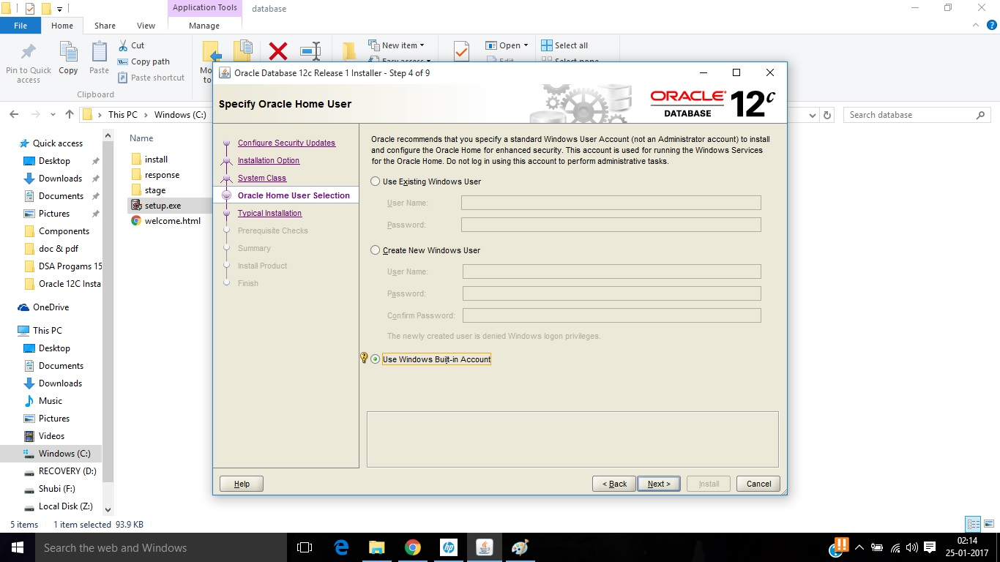 Application Tools
database
File
Home
Share
View
Manage
Pin to Quick access
Copy
Paste
Cut
Copy path
Paste shortcut
Clipboard
New item
Easy access
Open
Edit
Select all
Select none
This PC
Windows (C:)
Search database
Quick access
Desktop
Downloads
Documents
Pictures
Components
doc & pdf
DSA Progams 15
Oracle 12C Insta
OneDrive
This PC
Desktop
Documents
Downloads
Music
Pictures
Videos
Windows (C:)
RECOVERY (D:)
Shubi (F:)
Local Disk (Z:)
Name
install
response
stage
setup.exe
welcome.html
Oracle Database 12c Release 1 Installer - Step 4 of 9
Specify Oracle Home User
ORACLE DATABASE 12c
Configure Security Updates
Installation Option
System Class
Oracle Home User Selection
Typical Installation
Prerequisite Checks
Summary
Install Product
Finish
Oracle recommends that you specify a standard Windows User Account (not an Administrator account) to install
and configure the Oracle Home for enhanced security. This account is used for running the Windows Services
for the Oracle Home. Do not log in using this account to perform administrative tasks.
Use Existing Windows User
User Name:
Password:
Create New Windows User
User Name:
Password:
Confirm Password:
The newly created user is denied Windows logon privileges.
Use Windows Built-in Account
Help
< Back
Next >
Install
Cancel
5 items
1 item selected 93.9 KB
Search the web and Windows
hp
02:14
25-01-2017